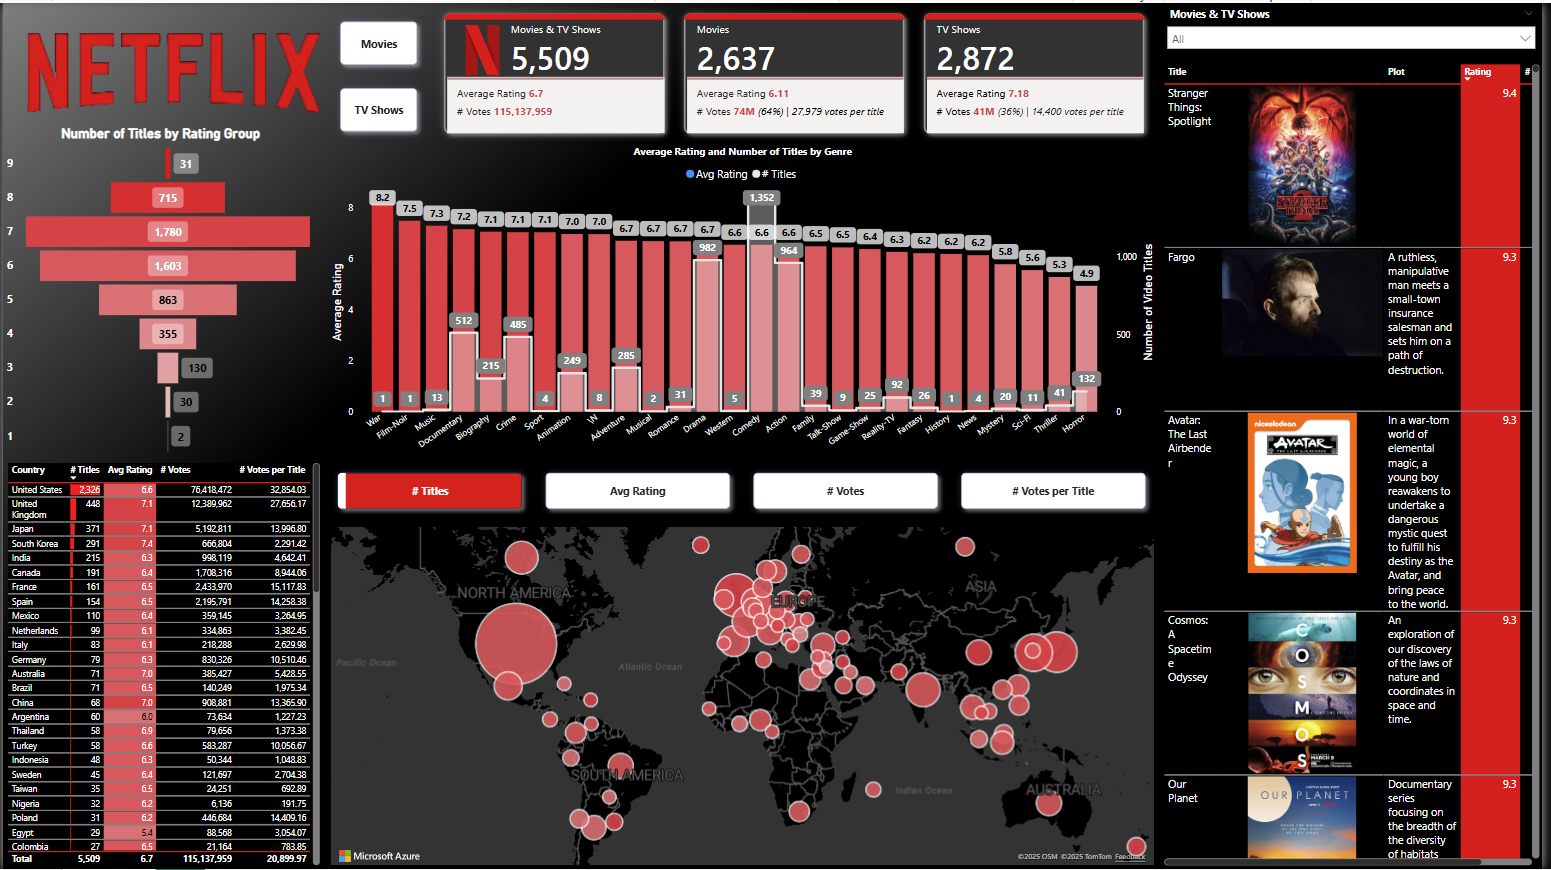 NETFLIX
Movies
TV Shows
Movies & TV Shows
5,509
Average Rating 6.7
# Votes 115,137,959
Movies
2,637
Average Rating 6.11
# Votes 74M (64%) | 27,979 votes per title
TV Shows
2,872
Average Rating 7.18
# Votes 41M (36%) | 14,400 votes per title
Number of Titles by Rating Group
9 31
8 715
7 1,780
6 1,603
5 863
4 355
3 130
2 30
1 2
Average Rating and Number of Titles by Genre
Avg Rating # Titles
Average Rating
8
6
4
2
0
8.2 7.5 7.3 7.2 7.1 7.1 7.1 7.0 7.0 6.7 6.7 6.7 6.7 6.6 6.6 6.6 6.5 6.5 6.4 6.3 6.2 6.2 6.2 5.8 5.6 5.3 4.9
1 1 13 512 215 485 4 249 8 285 2 31 982 5 1,352 964 39 9 25 92 26 1 4 20 11 41 132
War Film-Noir Music Documentary Biography Crime Sport Animation \N Adventure Musical Romance Drama Western Comedy Action Family Talk-Show Game-Show Reality-TV Fantasy History News Mystery Sci-Fi Thriller Horror
1,000
500
0
Number of Video Titles
Country # Titles Avg Rating # Votes # Votes per Title
United States 2,326 6.6 76,418,472 32,854.03
United Kingdom 448 7.1 12,389,962 27,656.17
Japan 371 7.1 5,192,811 13,996.80
South Korea 291 7.4 666,804 2,291.42
India 215 6.3 998,119 4,642.41
Canada 191 6.4 1,708,316 8,944.06
France 161 6.5 2,433,970 15,117.83
Spain 154 6.5 2,195,791 14,258.38
Mexico 110 6.4 359,145 3,264.95
Netherlands 99 6.1 334,863 3,382.45
Italy 83 6.1 218,288 2,629.98
Germany 79 6.3 830,326 10,510.46
Australia 71 7.0 385,427 5,428.55
Brazil 71 6.5 140,249 1,975.34
China 68 7.0 908,881 13,365.90
Argentina 60 6.0 73,634 1,227.23
Thailand 58 6.9 79,656 1,373.38
Turkey 58 6.6 583,287 10,056.67
Indonesia 48 6.3 50,344 1,048.83
Sweden 45 6.4 121,697 2,704.38
Taiwan 35 6.5 24,251 692.89
Nigeria 32 6.2 6,136 191.75
Poland 31 6.2 446,684 14,409.16
Egypt 29 5.4 88,568 3,054.07
Colombia 27 6.5 21,164 783.85
Total 5,509 6.7 115,137,959 20,899.97
# Titles
Avg Rating
# Votes
# Votes per Title
NORTH AMERICA
EUROPE
ASIA
Pacific Ocean
Atlantic Ocean
SOUTH AMERICA
Indian Ocean
AUSTRALIA
Microsoft Azure
©2025 OSM ©2025 TomTom Feedback
Movies & TV Shows
All
Title Plot Rating #
Stranger
Things:
Spotlight
STRANGER
THINGS
9.4
Fargo
A ruthless,
manipulative
man meets a
small-town
insurance
salesman and
sets him on a
path of
destruction.
9.3
Avatar:
The Last
Airbende
r
nickelodeon
AVATAR
THE LAST AIRBENDER
In a war-torn
world of
elemental
magic, a
young boy
reawakens to
undertake a
dangerous
mystic quest
to fulfill his
destiny as the
Avatar, and
bring peace
to the world.
9.3
Cosmos:
A
Spacetim
e
Odyssey
COSMOS
MARCH 9
An
exploration of
our discovery
of the laws of
nature and
coordinates in
space and
time.
9.3
Our
Planet
OUR PLANET
Documentary
series
focusing on
the breadth of
the diversity
of habitats
9.3